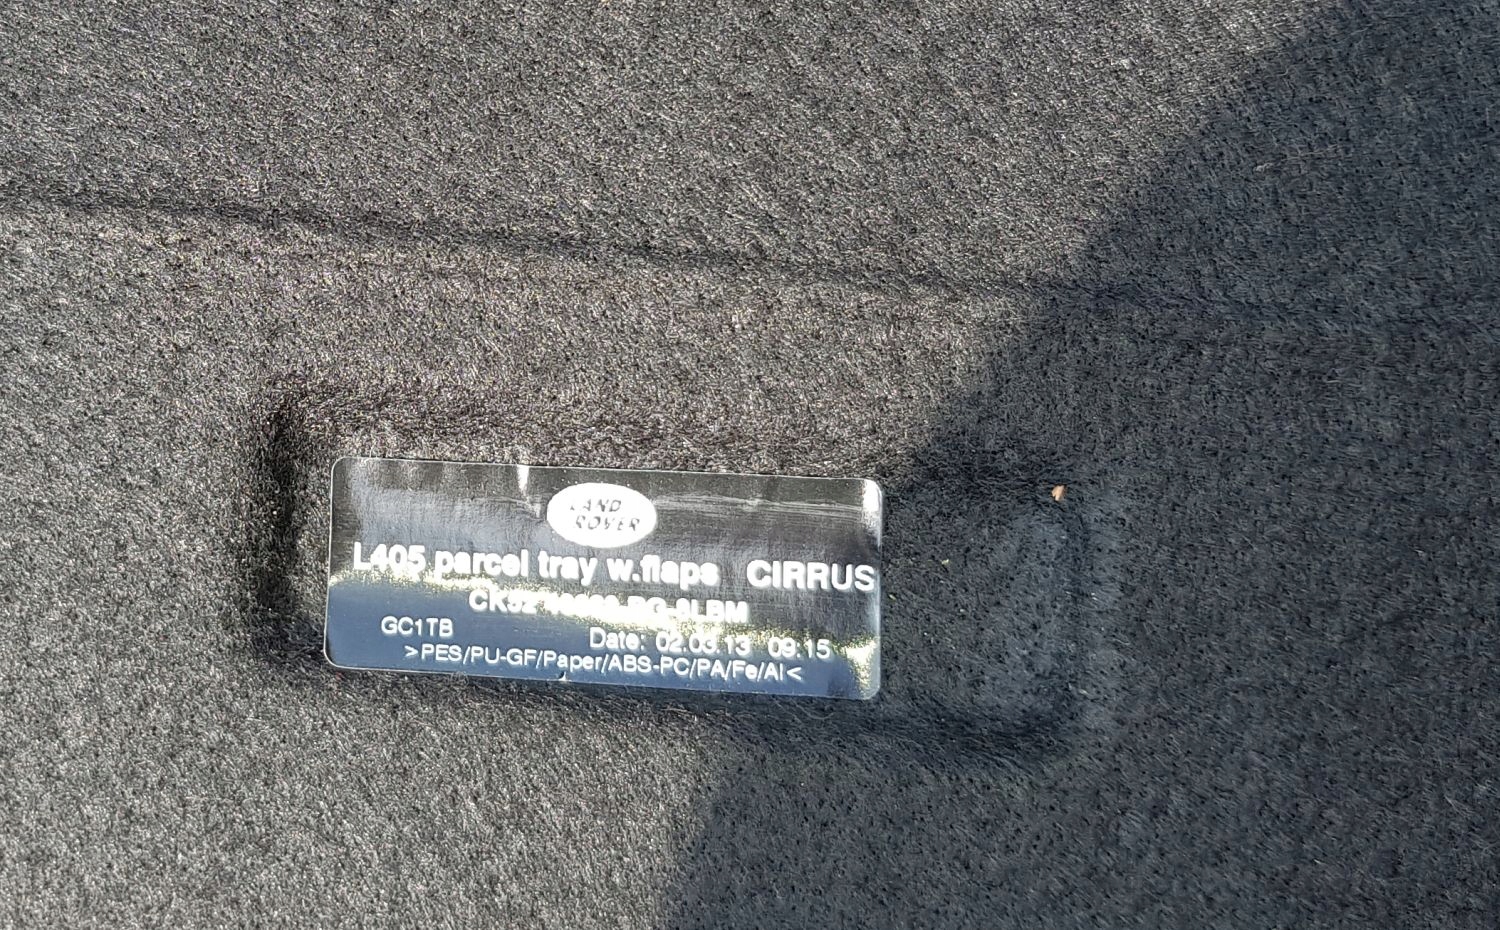 LAND
ROVER
L405 parcel tray w.flaps CIRRUS
GC1TB Date: 02.03.13 09:15
>PES/PU-GF/Paper/ABS-PC/PA/Fe/Al<